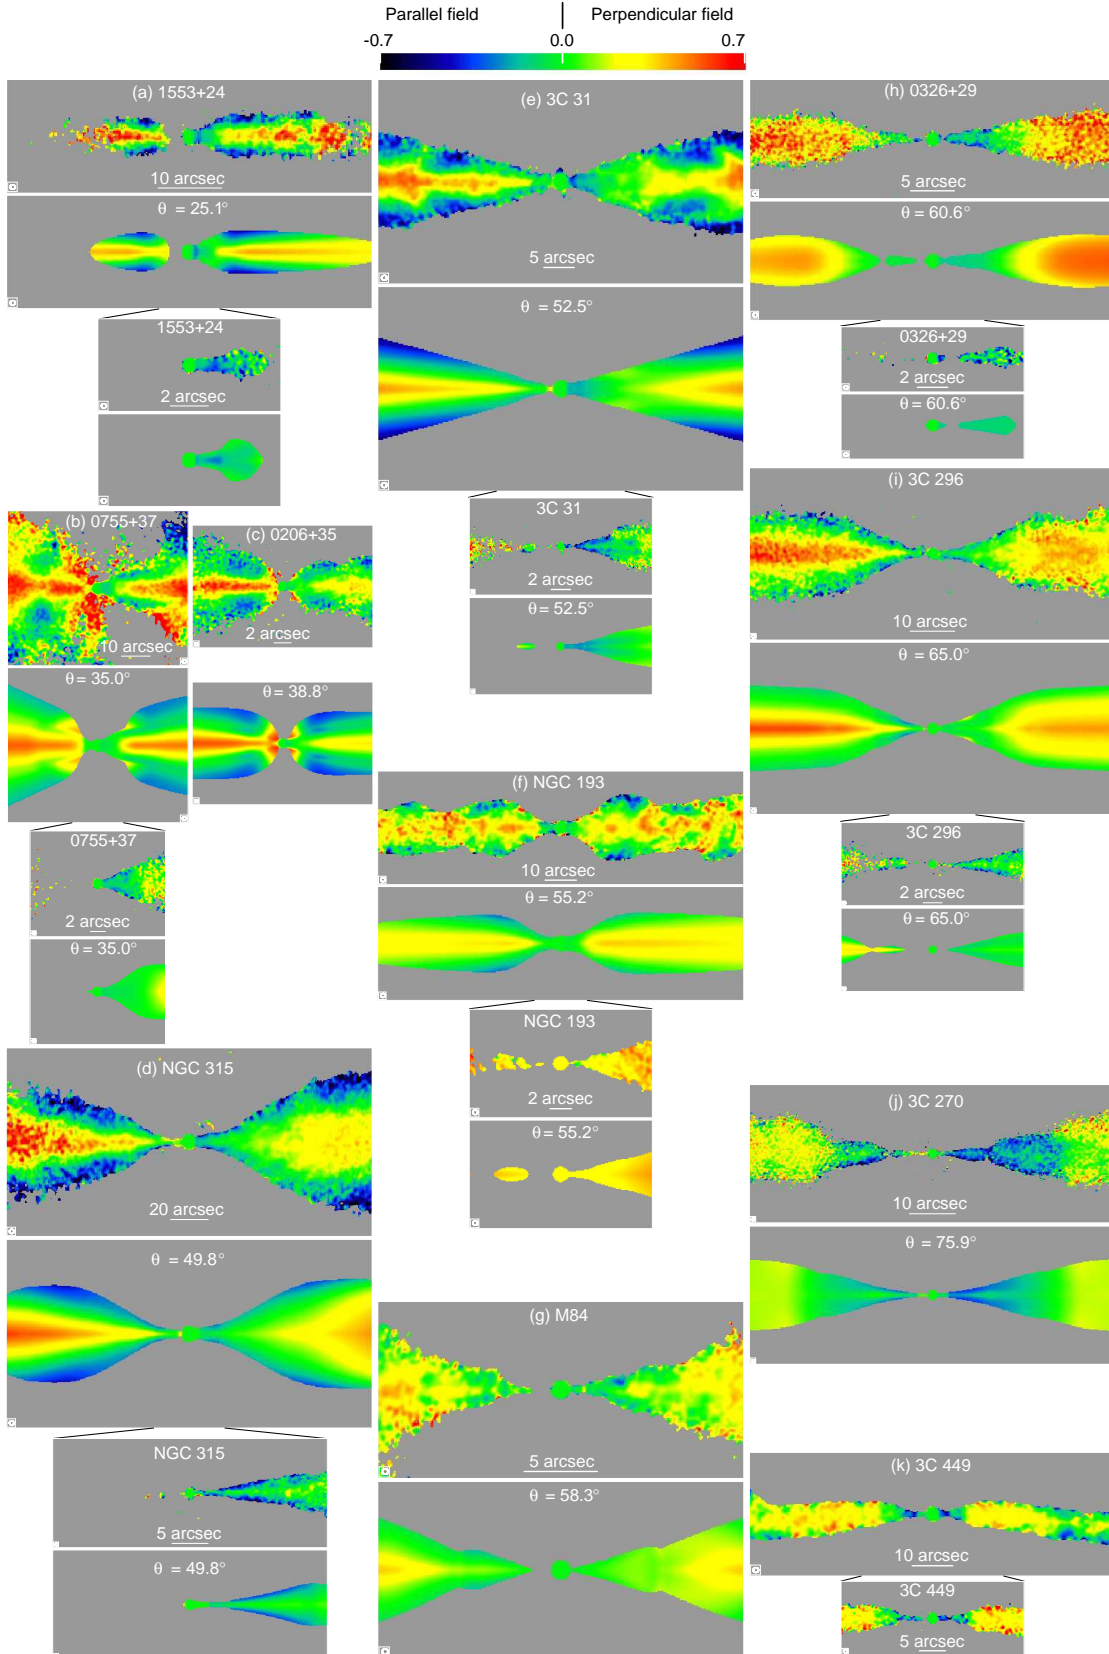 Parallel field | Perpendicular field
-0.7 0.0 0.7
(a) 1553+24
10 arcsec
θ = 25.1°
1553+24
2 arcsec
(b) 0755+37
10 arcsec
θ = 35.0°
0755+37
2 arcsec
θ = 35.0°
(c) 0206+35
2 arcsec
θ = 38.8°
(d) NGC 315
20 arcsec
θ = 49.8°
NGC 315
5 arcsec
θ = 49.8°
(e) 3C 31
5 arcsec
θ = 52.5°
3C 31
2 arcsec
θ = 52.5°
(f) NGC 193
10 arcsec
θ = 55.2°
NGC 193
2 arcsec
θ = 55.2°
(g) M84
5 arcsec
θ = 58.3°
(h) 0326+29
5 arcsec
θ = 60.6°
0326+29
2 arcsec
θ = 60.6°
(i) 3C 296
10 arcsec
θ = 65.0°
3C 296
2 arcsec
θ = 65.0°
(j) 3C 270
10 arcsec
θ = 75.9°
(k) 3C 449
10 arcsec
3C 449
5 arcsec